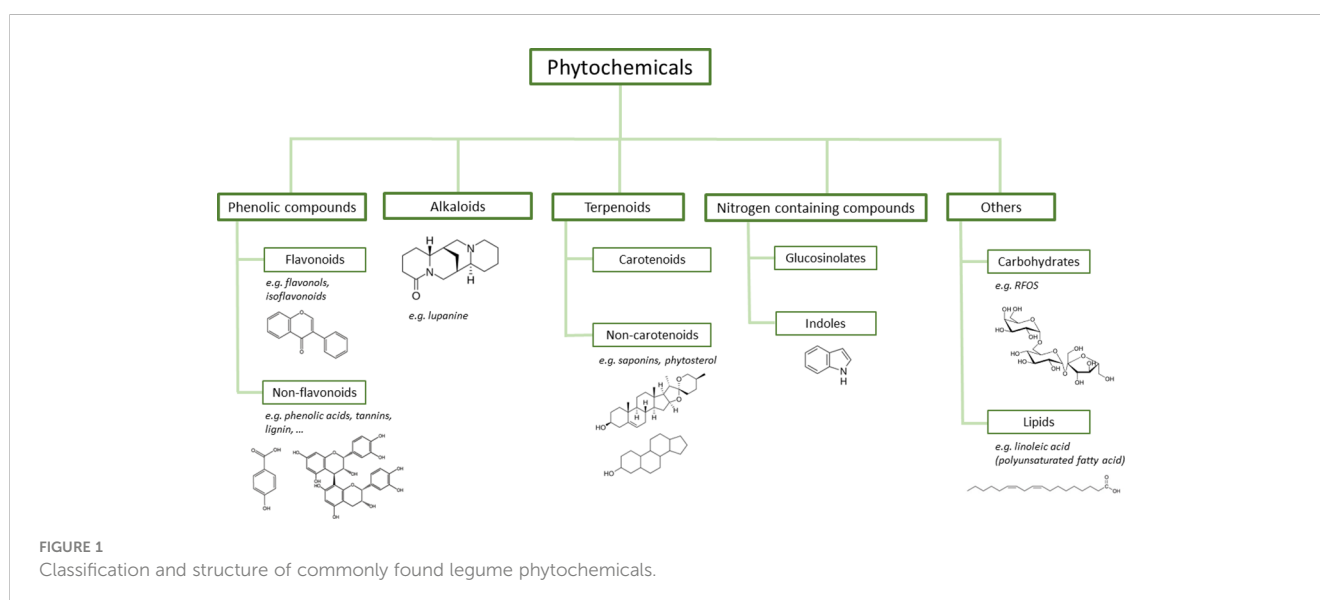 Phytochemicals
Phenolic compounds
Flavonoids
e.g. flavonols,
isoflavonoids
O
O
Non-flavonoids
e.g. phenolic acids, tannins,
lignin, ...
Alkaloids
H
N
N
H
O
e.g. lupanine
Terpenoids
Carotenoids
Non-carotenoids
e.g. saponins, phytosterol
HO
HO
Nitrogen containing compounds
Glucosinolates
Indoles
N
H
Others
Carbohydrates
e.g. RFOS
Lipids
e.g. linoleic acid
(polyunsaturated fatty acid)
FIGURE 1
Classification and structure of commonly found legume phytochemicals.